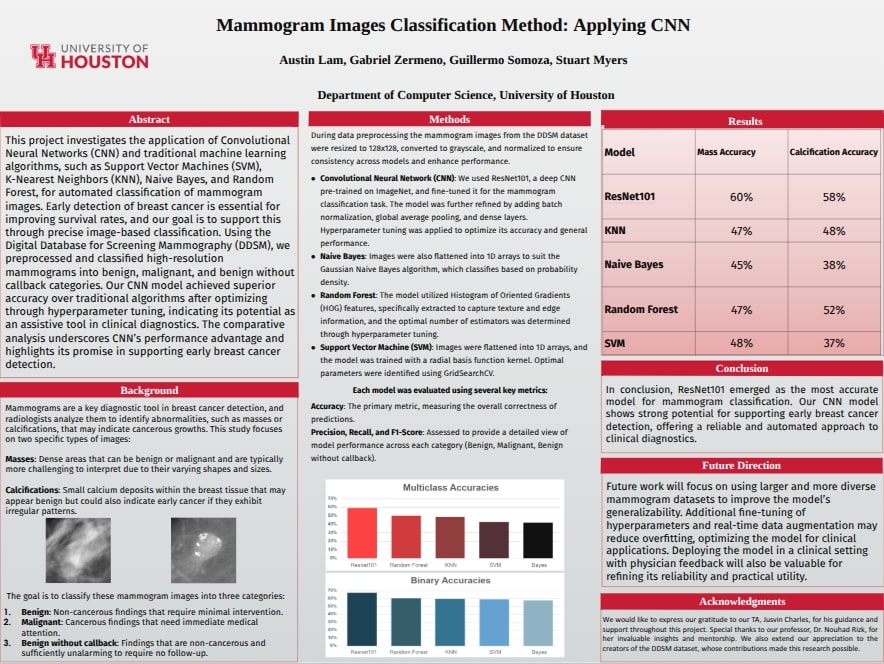 Mammogram Images Classification Method: Applying CNN
UNIVERSITY OF
HOUSTON
Austin Lam, Gabriel Zermeno, Guillermo Somoza, Stuart Myers
Department of Computer Science, University of Houston
Abstract
This project investigates the application of Convolutional
Neural Networks (CNN) and traditional machine learning
algorithms, such as Support Vector Machines (SVM),
K-Nearest Neighbors (KNN), Naive Bayes, and Random
Forest, for automated classification of mammogram
images. Early detection of breast cancer is essential for
improving survival rates, and our goal is to support this
through precise image-based classification. Using the
Digital Database for Screening Mammography (DDSM), we
preprocessed and classified high-resolution
mammograms into benign, malignant, and benign without
callback categories. Our CNN model achieved superior
accuracy over traditional algorithms after optimizing
through hyperparameter tuning, indicating its potential as
an assistive tool in clinical diagnostics. The comparative
analysis underscores CNN's performance advantage and
highlights its promise in supporting early breast cancer
detection.
Background
Mammograms are a key diagnostic tool in breast cancer detection, and
radiologists analyze them to identify abnormalities, such as masses or
calcifications, that may indicate cancerous growths. This study focuses
on two specific types of images:
Masses: Dense areas that can be benign or malignant and are typically
more challenging to interpret due to their varying shapes and sizes.
Calcifications: Small calcium deposits within the breast tissue that may
appear benign but could also indicate early cancer if they exhibit
irregular patterns.
The goal is to classify these mammogram images into three categories:
1. Benign: Non-cancerous findings that require minimal intervention.
2. Malignant: Cancerous findings that need immediate medical
attention.
3. Benign without callback: Findings that are non-cancerous and
sufficiently unalarming to require no follow-up.
Methods
During data preprocessing the mammogram images from the DDSM dataset
were resized to 128x128, converted to grayscale, and normalized to ensure
consistency across models and enhance performance.
● Convolutional Neural Network (CNN): We used ResNet101, a deep CNN
pre-trained on ImageNet, and fine-tuned it for the mammogram
classification task. The model was further refined by adding batch
normalization, global average pooling, and dense layers.
Hyperparameter tuning was applied to optimize its accuracy and general
performance.
● Naive Bayes: Images were also flattened into 1D arrays to suit the
Gaussian Naive Bayes algorithm, which classifies based on probability
density.
● Random Forest: The model utilized Histogram of Oriented Gradients
(HOG) features, specifically extracted to capture texture and edge
information, and the optimal number of estimators was determined
through hyperparameter tuning.
● Support Vector Machine (SVM): Images were flattened into 1D arrays, and
the model was trained with a radial basis function kernel. Optimal
parameters were identified using GridSearchCV.
Each model was evaluated using several key metrics:
Accuracy: The primary metric, measuring the overall correctness of
predictions.
Precision, Recall, and F1-Score: Assessed to provide a detailed view of
model performance across each category (Benign, Malignant, Benign
without callback).
Multiclass Accuracies
70%
60%
50%
40%
30%
20%
10%
0%
Resnet101 Random Forest KNN SVM Bayes
Binary Accuracies
70%
60%
50%
40%
30%
20%
10%
0%
Resnet101 Random Forest KNN SVM Bayes
Results
Model Mass Accuracy Calcification Accuracy
ResNet101 60% 58%
KNN 47% 48%
Naive Bayes 45% 38%
Random Forest 47% 52%
SVM 48% 37%
Conclusion
In conclusion, ResNet101 emerged as the most accurate
model for mammogram classification. Our CNN model
shows strong potential for supporting early breast cancer
detection, offering a reliable and automated approach to
clinical diagnostics.
Future Direction
Future work will focus on using larger and more diverse
mammogram datasets to improve the model's
generalizability. Additional fine-tuning of
hyperparameters and real-time data augmentation may
reduce overfitting, optimizing the model for clinical
applications. Deploying the model in a clinical setting
with physician feedback will also be valuable for
refining its reliability and practical utility.
Acknowledgments
We would like to express our gratitude to our TA, Jusvin Charles, for his guidance and
support throughout this project. Special thanks to our professor, Dr. Nouhad Rizk, for
her invaluable insights and mentorship. We also extend our appreciation to the
creators of the DDSM dataset, whose contributions made this research possible.